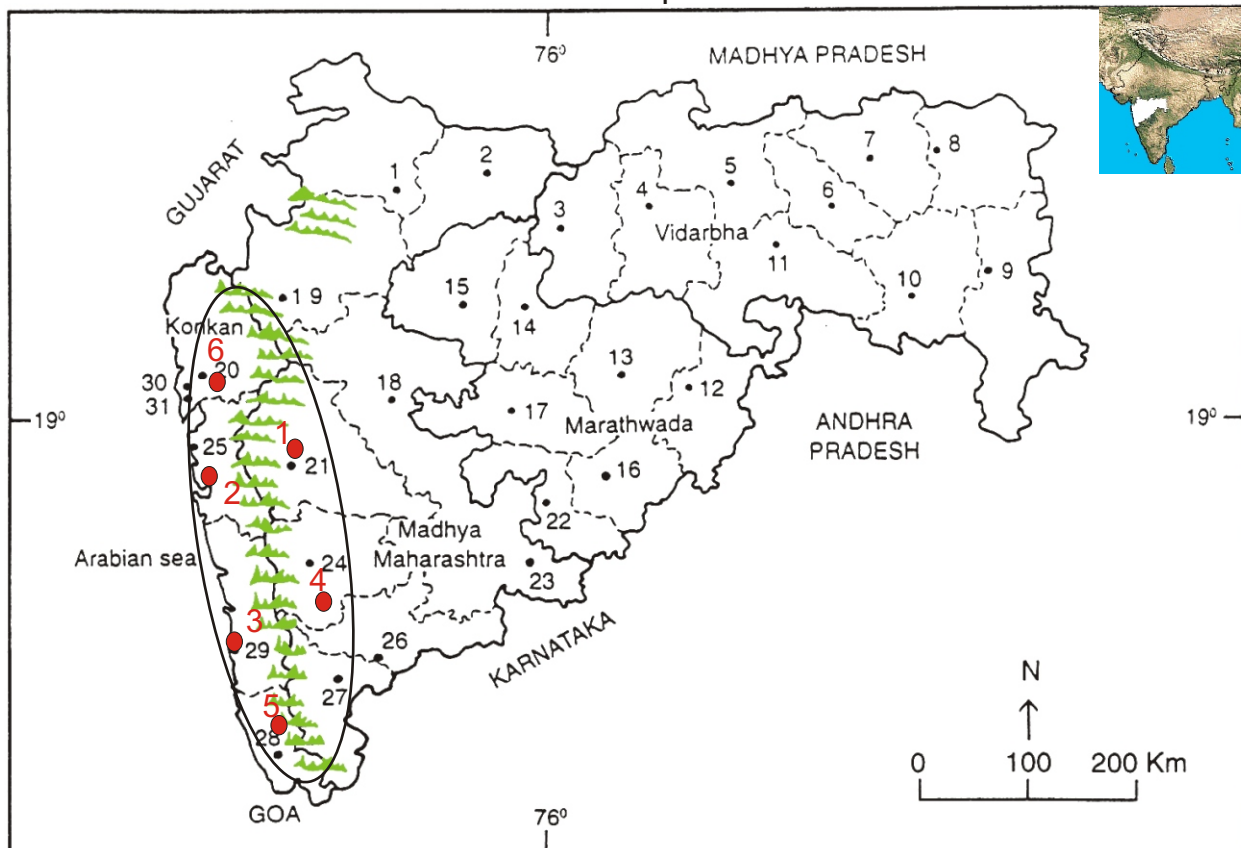 76⁰
MADHYA PRADESH
GUJARAT
1
2
3
4
5
6
7
8
Vidarbha
9
10
11
15
14
19
Konkan
6
20
30
31
18
13
12
17
Marathwada
19⁰
19⁰
ANDHRA
PRADESH
1
25
21
2
16
22
Madhya
Maharashtra
Arabian sea
24
23
4
3
29
26
KARNATAKA
27
5
28
N
0 100 200 Km
GOA
76⁰